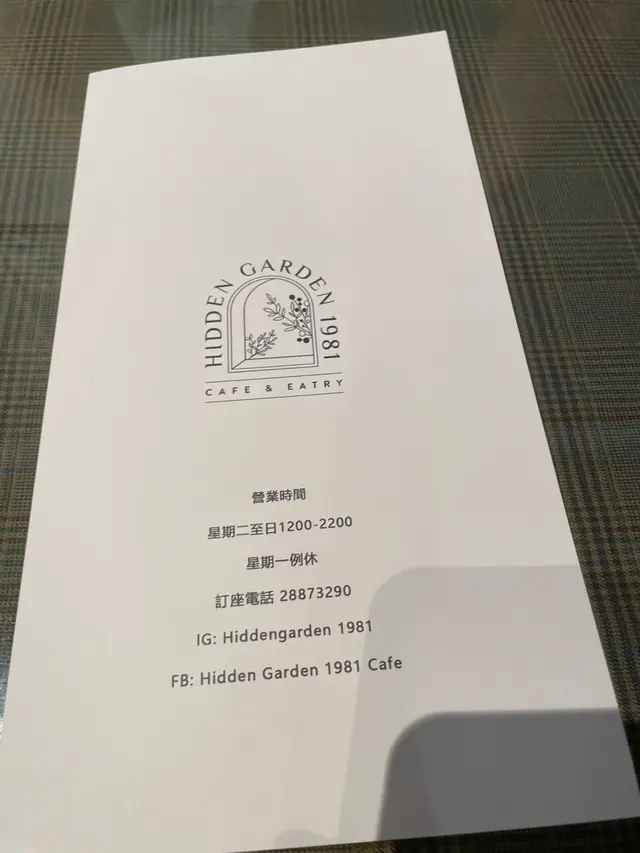 HIDDEN GARDEN 1981
CAFE & EATRY
營業時間
星期二至日1200-2200
星期一例休
訂座電話 28873290
IG: Hiddengarden 1981
FB: Hidden Garden 1981 Cafe